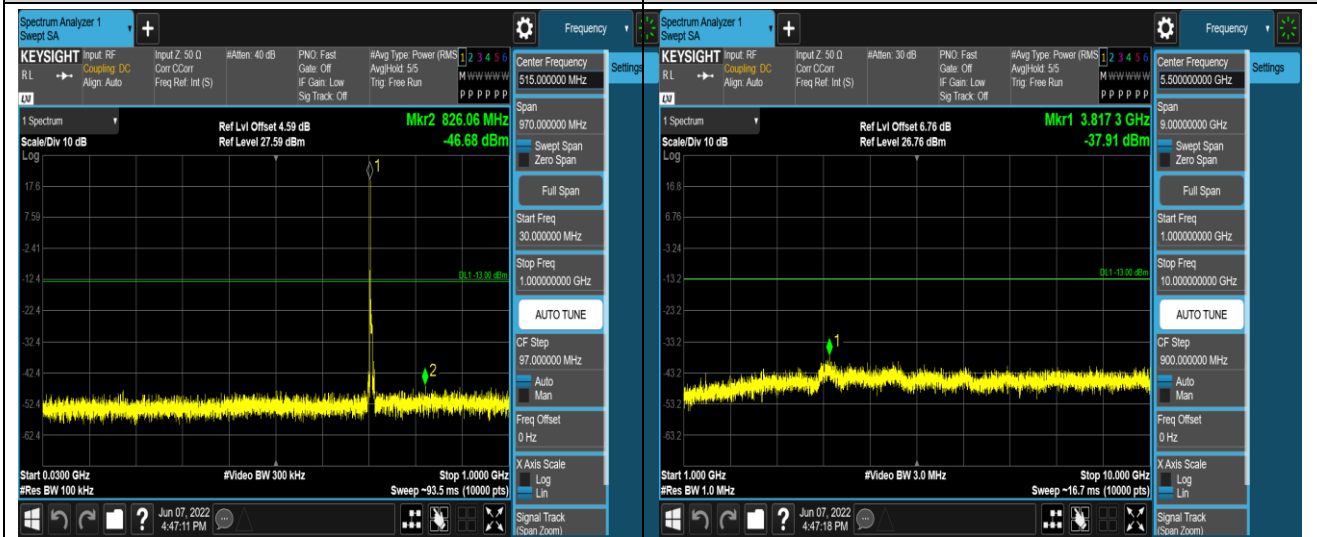 Spectrum Analyzer 1
Swept SA
+
Frequency
KEYSIGHT
RL
LXI
Input: RF
Coupling: DC
Align: Auto
Input Z: 50 Ω
Corr CCorr
Freq Ref: Int (S)
#Atten: 40 dB
PNO: Fast
Gate: Off
IF Gain: Low
Sig Track: Off
#Avg Type: Power (RMS
Avg|Hold: 5/5
Trig: Free Run
1 2 3 4 5 6
M W W W W W
P P P P P P
1 Spectrum
Scale/Div 10 dB
Log
Ref Lvl Offset 4.59 dB
Ref Level 27.59 dBm
Mkr2 826.06 MHz
-46.68 dBm
1
17.6
7.59
-2.41
DL1 -13.00 dBm
-12.4
-22.4
-32.4
-42.4
2
-52.4
-62.4
Start 0.0300 GHz
#Res BW 100 kHz
#Video BW 300 kHz
Stop 1.0000 GHz
Sweep ~93.5 ms (10000 pts)
?
Jun 07, 2022
4:47:11 PM
Center Frequency
515.000000 MHz
Settings
Span
970.000000 MHz
Swept Span
Zero Span
Full Span
Start Freq
30.000000 MHz
Stop Freq
1.000000000 GHz
AUTO TUNE
CF Step
97.000000 MHz
Auto
Man
Freq Offset
0 Hz
X Axis Scale
Log
Lin
Signal Track
(Span Zoom)
Spectrum Analyzer 1
Swept SA
+
Frequency
KEYSIGHT
RL
LXI
Input: RF
Coupling: DC
Align: Auto
Input Z: 50 Ω
Corr CCorr
Freq Ref: Int (S)
#Atten: 30 dB
PNO: Fast
Gate: Off
IF Gain: Low
Sig Track: Off
#Avg Type: Power (RMS
Avg|Hold: 5/5
Trig: Free Run
1 2 3 4 5 6
M W W W W W
P P P P P P
1 Spectrum
Scale/Div 10 dB
Log
Ref Lvl Offset 6.76 dB
Ref Level 26.76 dBm
Mkr1 3.817 3 GHz
-37.91 dBm
16.8
6.76
-3.24
DL1 -13.00 dBm
-13.2
-23.2
-33.2
1
-43.2
-53.2
-63.2
Start 1.000 GHz
#Res BW 1.0 MHz
#Video BW 3.0 MHz
Stop 10.000 GHz
Sweep ~16.7 ms (10000 pts)
?
Jun 07, 2022
4:47:18 PM
Center Frequency
5.500000000 GHz
Settings
Span
9.00000000 GHz
Swept Span
Zero Span
Full Span
Start Freq
1.000000000 GHz
Stop Freq
10.000000000 GHz
AUTO TUNE
CF Step
900.000000 MHz
Auto
Man
Freq Offset
0 Hz
X Axis Scale
Log
Lin
Signal Track
(Span Zoom)